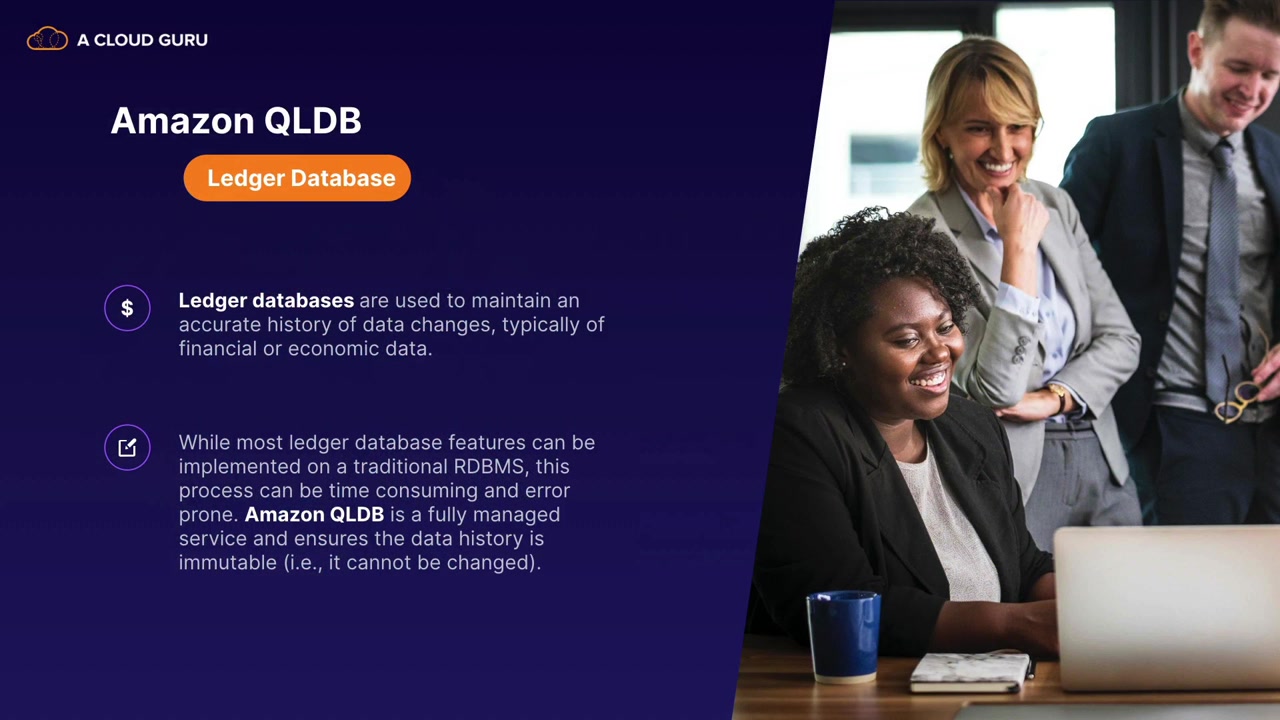 A CLOUD GURU
Amazon QLDB
Ledger Database
$
Ledger databases are used to maintain an
accurate history of data changes, typically of
financial or economic data.
While most ledger database features can be
implemented on a traditional RDBMS, this
process can be time consuming and error
prone. Amazon QLDB is a fully managed
service and ensures the data history is
immutable (i.e., it cannot be changed).